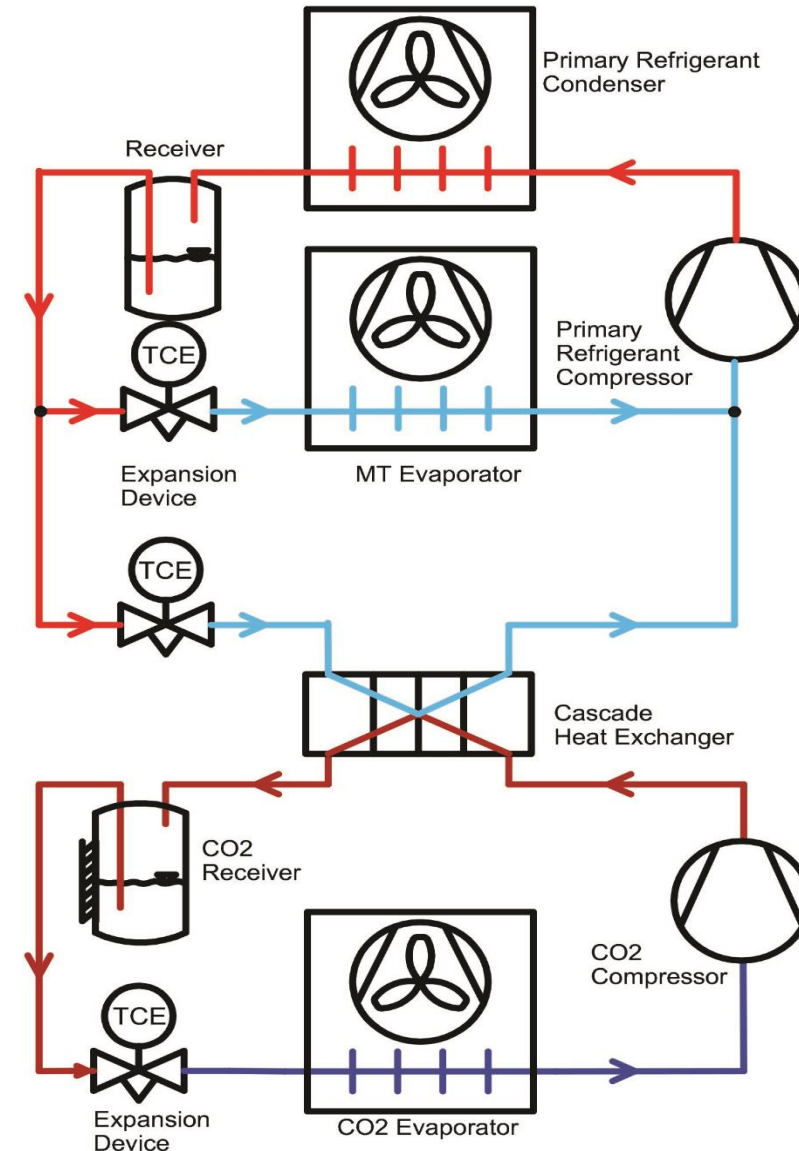 Primary Refrigerant
Condenser
Receiver
TCE
Primary
Refrigerant
Compressor
Expansion
Device
MT Evaporator
TCE
Cascade
Heat Exchanger
CO2
Receiver
CO2
Compressor
TCE
Expansion
Device
CO2 Evaporator